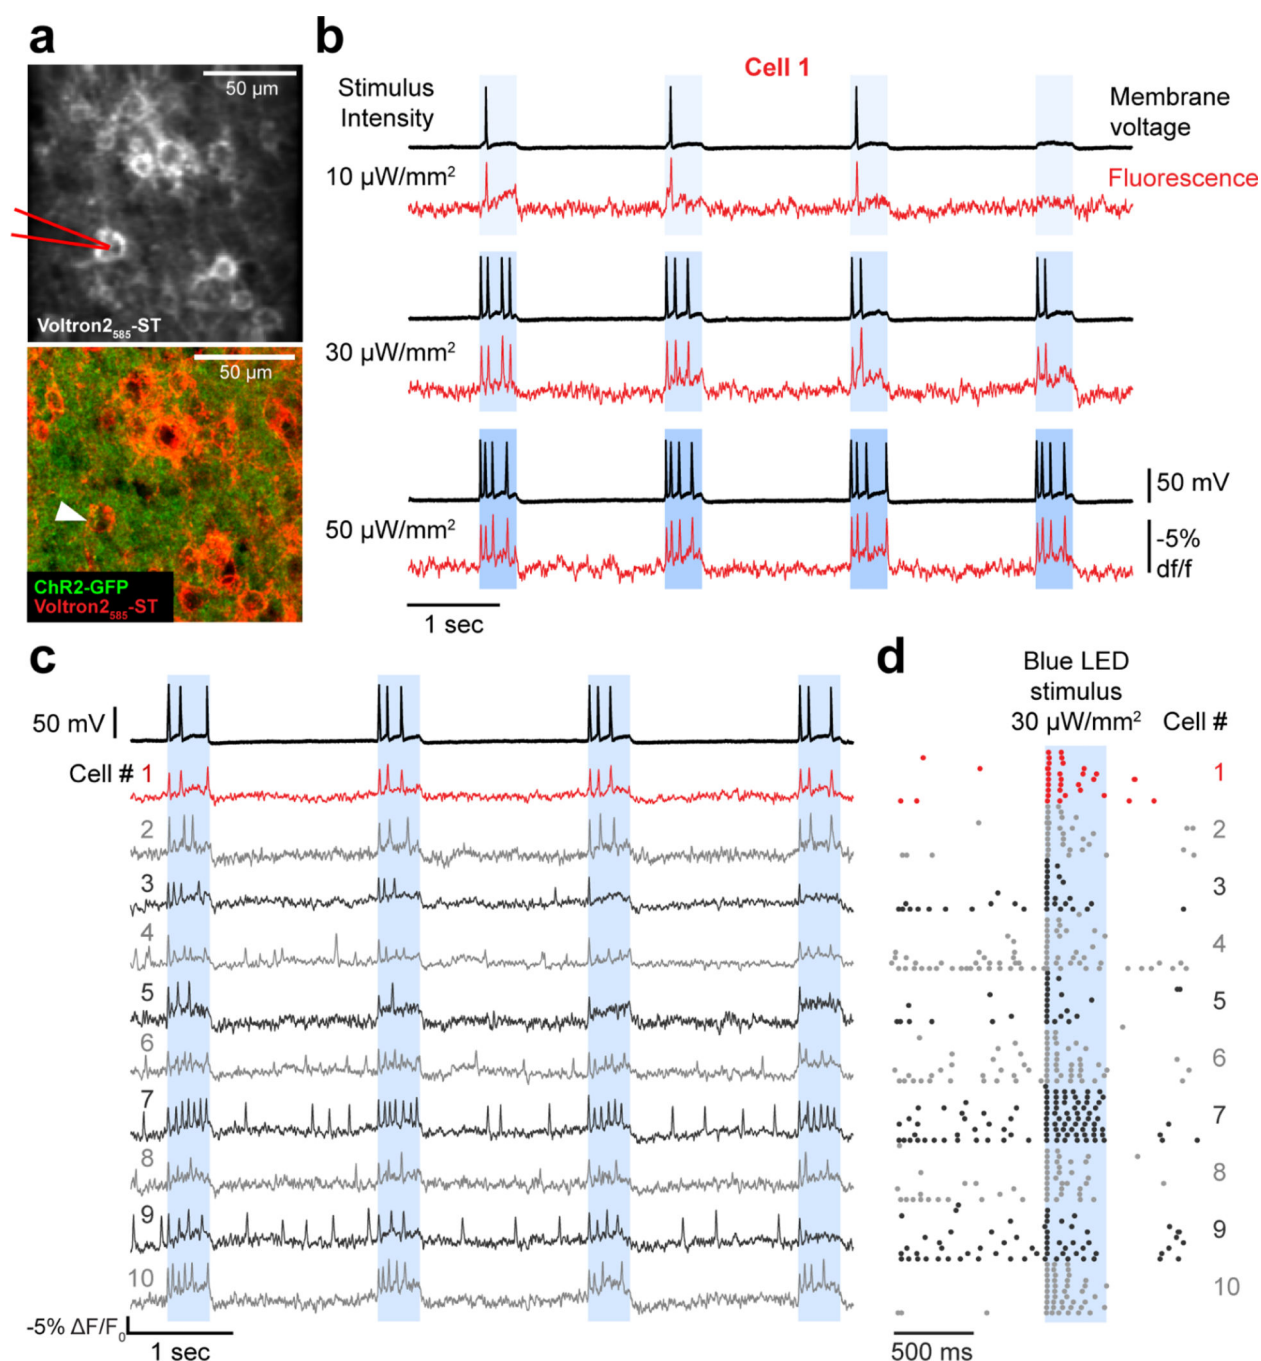 a
50 µm
Voltron2₅₈₅-ST
50 µm
ChR2-GFP
Voltron2₅₈₅-ST
b
Cell 1
Stimulus
Intensity
Membrane
voltage
10 µW/mm²
Fluorescence
30 µW/mm²
50 µW/mm²
50 mV
-5%
df/f
1 sec
c
50 mV
Cell # 1
2
3
4
5
6
7
8
9
10
-5% ΔF/F₀
1 sec
d
Blue LED
stimulus
30 µW/mm²
Cell #
1
2
3
4
5
6
7
8
9
10
500 ms